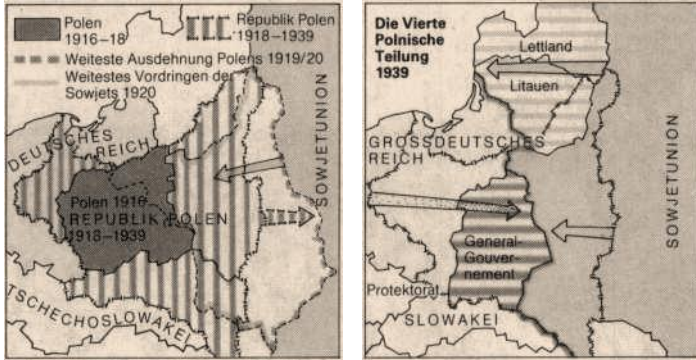 Polen
1916–18
Republik Polen
1918–1939
Weiteste Ausdehnung Polens 1919/20
Weitestes Vordringen der
Sowjets 1920
DEUTSCHES
REICH
SOWJETUNION
Polen 1916-
REPUBLIK POLEN
1918–1939
TSCHECHOSLOWAKEI
Die Vierte
Polnische
Teilung
1939
Lettland
Litauen
GROSSDEUTSCHES
REICH
SOWJETUNION
General-
Gouver-
nement
Protektorat
SLOWAKEI